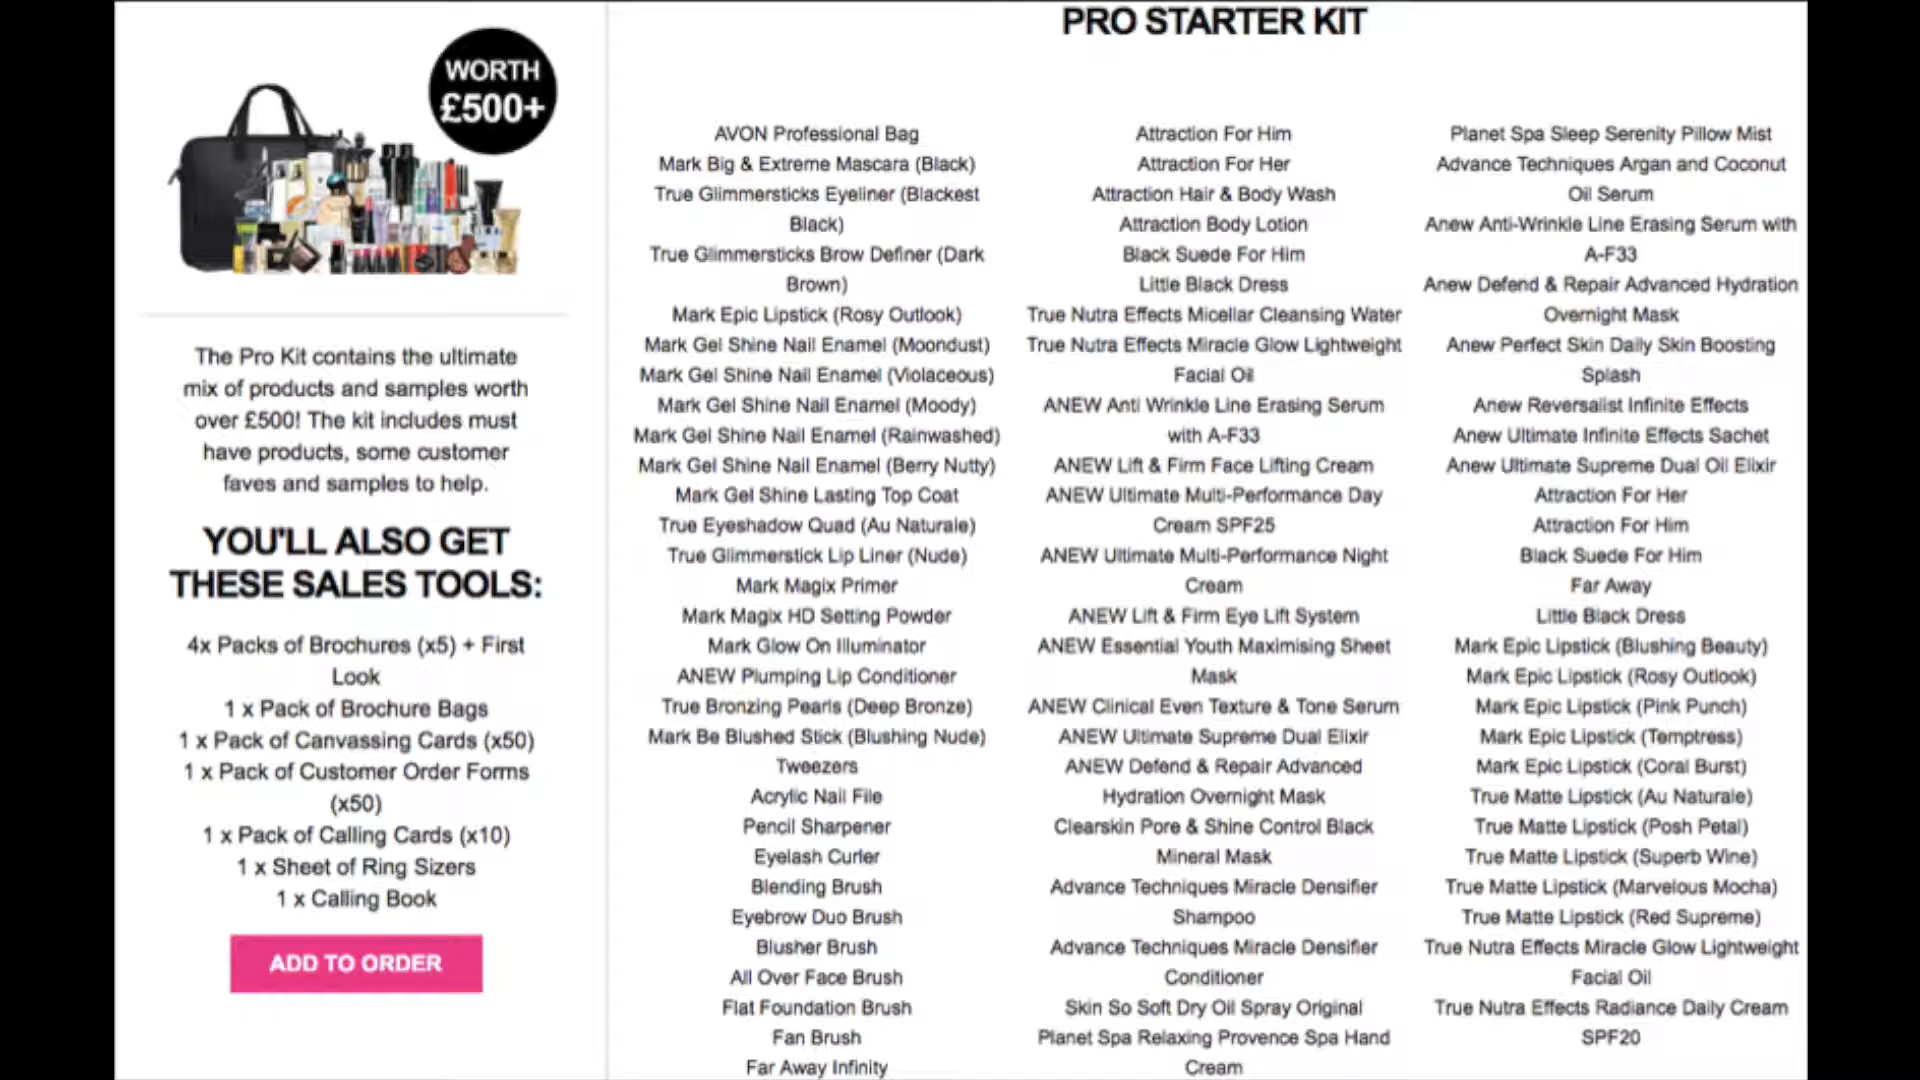 PRO STARTER KIT
WORTH
£500+
The Pro Kit contains the ultimate
mix of products and samples worth
over £500! The kit includes must
have products, some customer
faves and samples to help.
YOU'LL ALSO GET
THESE SALES TOOLS:
4x Packs of Brochures (x5) + First
Look
1 x Pack of Brochure Bags
1 x Pack of Canvassing Cards (x50)
1 x Pack of Customer Order Forms
(x50)
1 x Pack of Calling Cards (x10)
1 x Sheet of Ring Sizers
1 x Calling Book
ADD TO ORDER
AVON Professional Bag
Mark Big & Extreme Mascara (Black)
True Glimmersticks Eyeliner (Blackest
Black)
True Glimmersticks Brow Definer (Dark
Brown)
Mark Epic Lipstick (Rosy Outlook)
Mark Gel Shine Nail Enamel (Moondust)
Mark Gel Shine Nail Enamel (Violaceous)
Mark Gel Shine Nail Enamel (Moody)
Mark Gel Shine Nail Enamel (Rainwashed)
Mark Gel Shine Nail Enamel (Berry Nutty)
Mark Gel Shine Lasting Top Coat
True Eyeshadow Quad (Au Naturale)
True Glimmerstick Lip Liner (Nude)
Mark Magix Primer
Mark Magix HD Setting Powder
Mark Glow On Illuminator
ANEW Plumping Lip Conditioner
True Bronzing Pearls (Deep Bronze)
Mark Be Blushed Stick (Blushing Nude)
Tweezers
Acrylic Nail File
Pencil Sharpener
Eyelash Curler
Blending Brush
Eyebrow Duo Brush
Blusher Brush
All Over Face Brush
Flat Foundation Brush
Fan Brush
Far Away Infinity
Attraction For Him
Attraction For Her
Attraction Hair & Body Wash
Attraction Body Lotion
Black Suede For Him
Little Black Dress
True Nutra Effects Micellar Cleansing Water
True Nutra Effects Miracle Glow Lightweight
Facial Oil
ANEW Anti Wrinkle Line Erasing Serum
with A-F33
ANEW Lift & Firm Face Lifting Cream
ANEW Ultimate Multi-Performance Day
Cream SPF25
ANEW Ultimate Multi-Performance Night
Cream
ANEW Lift & Firm Eye Lift System
ANEW Essential Youth Maximising Sheet
Mask
ANEW Clinical Even Texture & Tone Serum
ANEW Ultimate Supreme Dual Elixir
ANEW Defend & Repair Advanced
Hydration Overnight Mask
Clearskin Pore & Shine Control Black
Mineral Mask
Advance Techniques Miracle Densifier
Shampoo
Advance Techniques Miracle Densifier
Conditioner
Skin So Soft Dry Oil Spray Original
Planet Spa Relaxing Provence Spa Hand
Cream
Planet Spa Sleep Serenity Pillow Mist
Advance Techniques Argan and Coconut
Oil Serum
Anew Anti-Wrinkle Line Erasing Serum with
A-F33
Anew Defend & Repair Advanced Hydration
Overnight Mask
Anew Perfect Skin Daily Skin Boosting
Splash
Anew Reversalist Infinite Effects
Anew Ultimate Infinite Effects Sachet
Anew Ultimate Supreme Dual Oil Elixir
Attraction For Her
Attraction For Him
Black Suede For Him
Far Away
Little Black Dress
Mark Epic Lipstick (Blushing Beauty)
Mark Epic Lipstick (Rosy Outlook)
Mark Epic Lipstick (Pink Punch)
Mark Epic Lipstick (Temptress)
Mark Epic Lipstick (Coral Burst)
True Matte Lipstick (Au Naturale)
True Matte Lipstick (Posh Petal)
True Matte Lipstick (Superb Wine)
True Matte Lipstick (Marvelous Mocha)
True Matte Lipstick (Red Supreme)
True Nutra Effects Miracle Glow Lightweight
Facial Oil
True Nutra Effects Radiance Daily Cream
SPF20